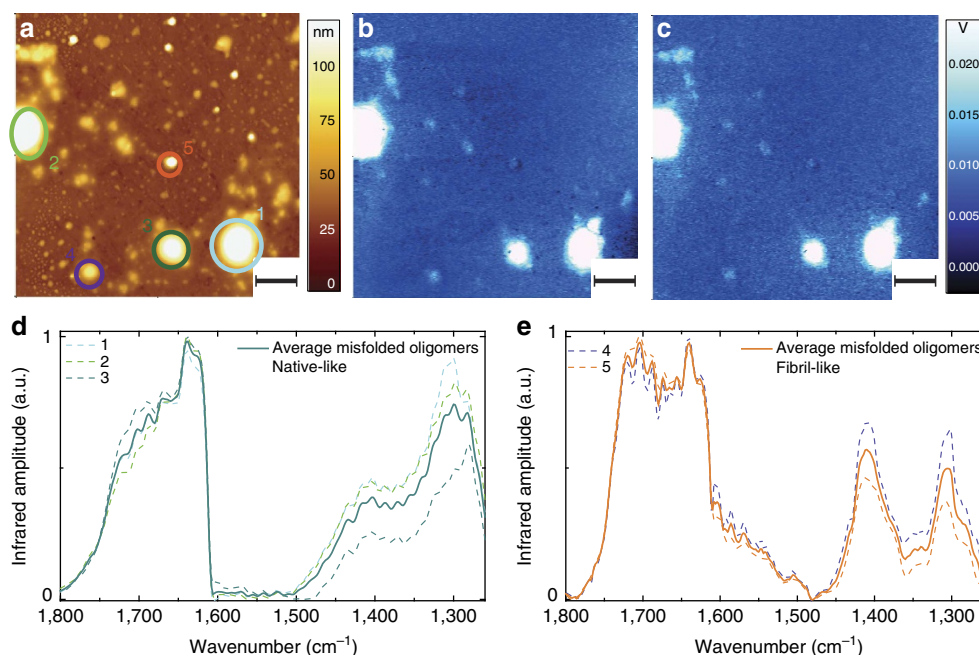 a
nm
100
75
50
25
0
1
2
3
4
5
b
c
V
0.020
0.015
0.010
0.005
0.000
d
1
2
3
Average misfolded oligomers
Native-like
Infrared amplitude (a.u.)
1
0
1,800 1,700 1,600 1,500 1,400 1,300
Wavenumber (cm⁻¹)
e
4
5
Average misfolded oligomers
Fibril-like
Infrared amplitude (a.u.)
1
0
1,800 1,700 1,600 1,500 1,400 1,300
Wavenumber (cm⁻¹)